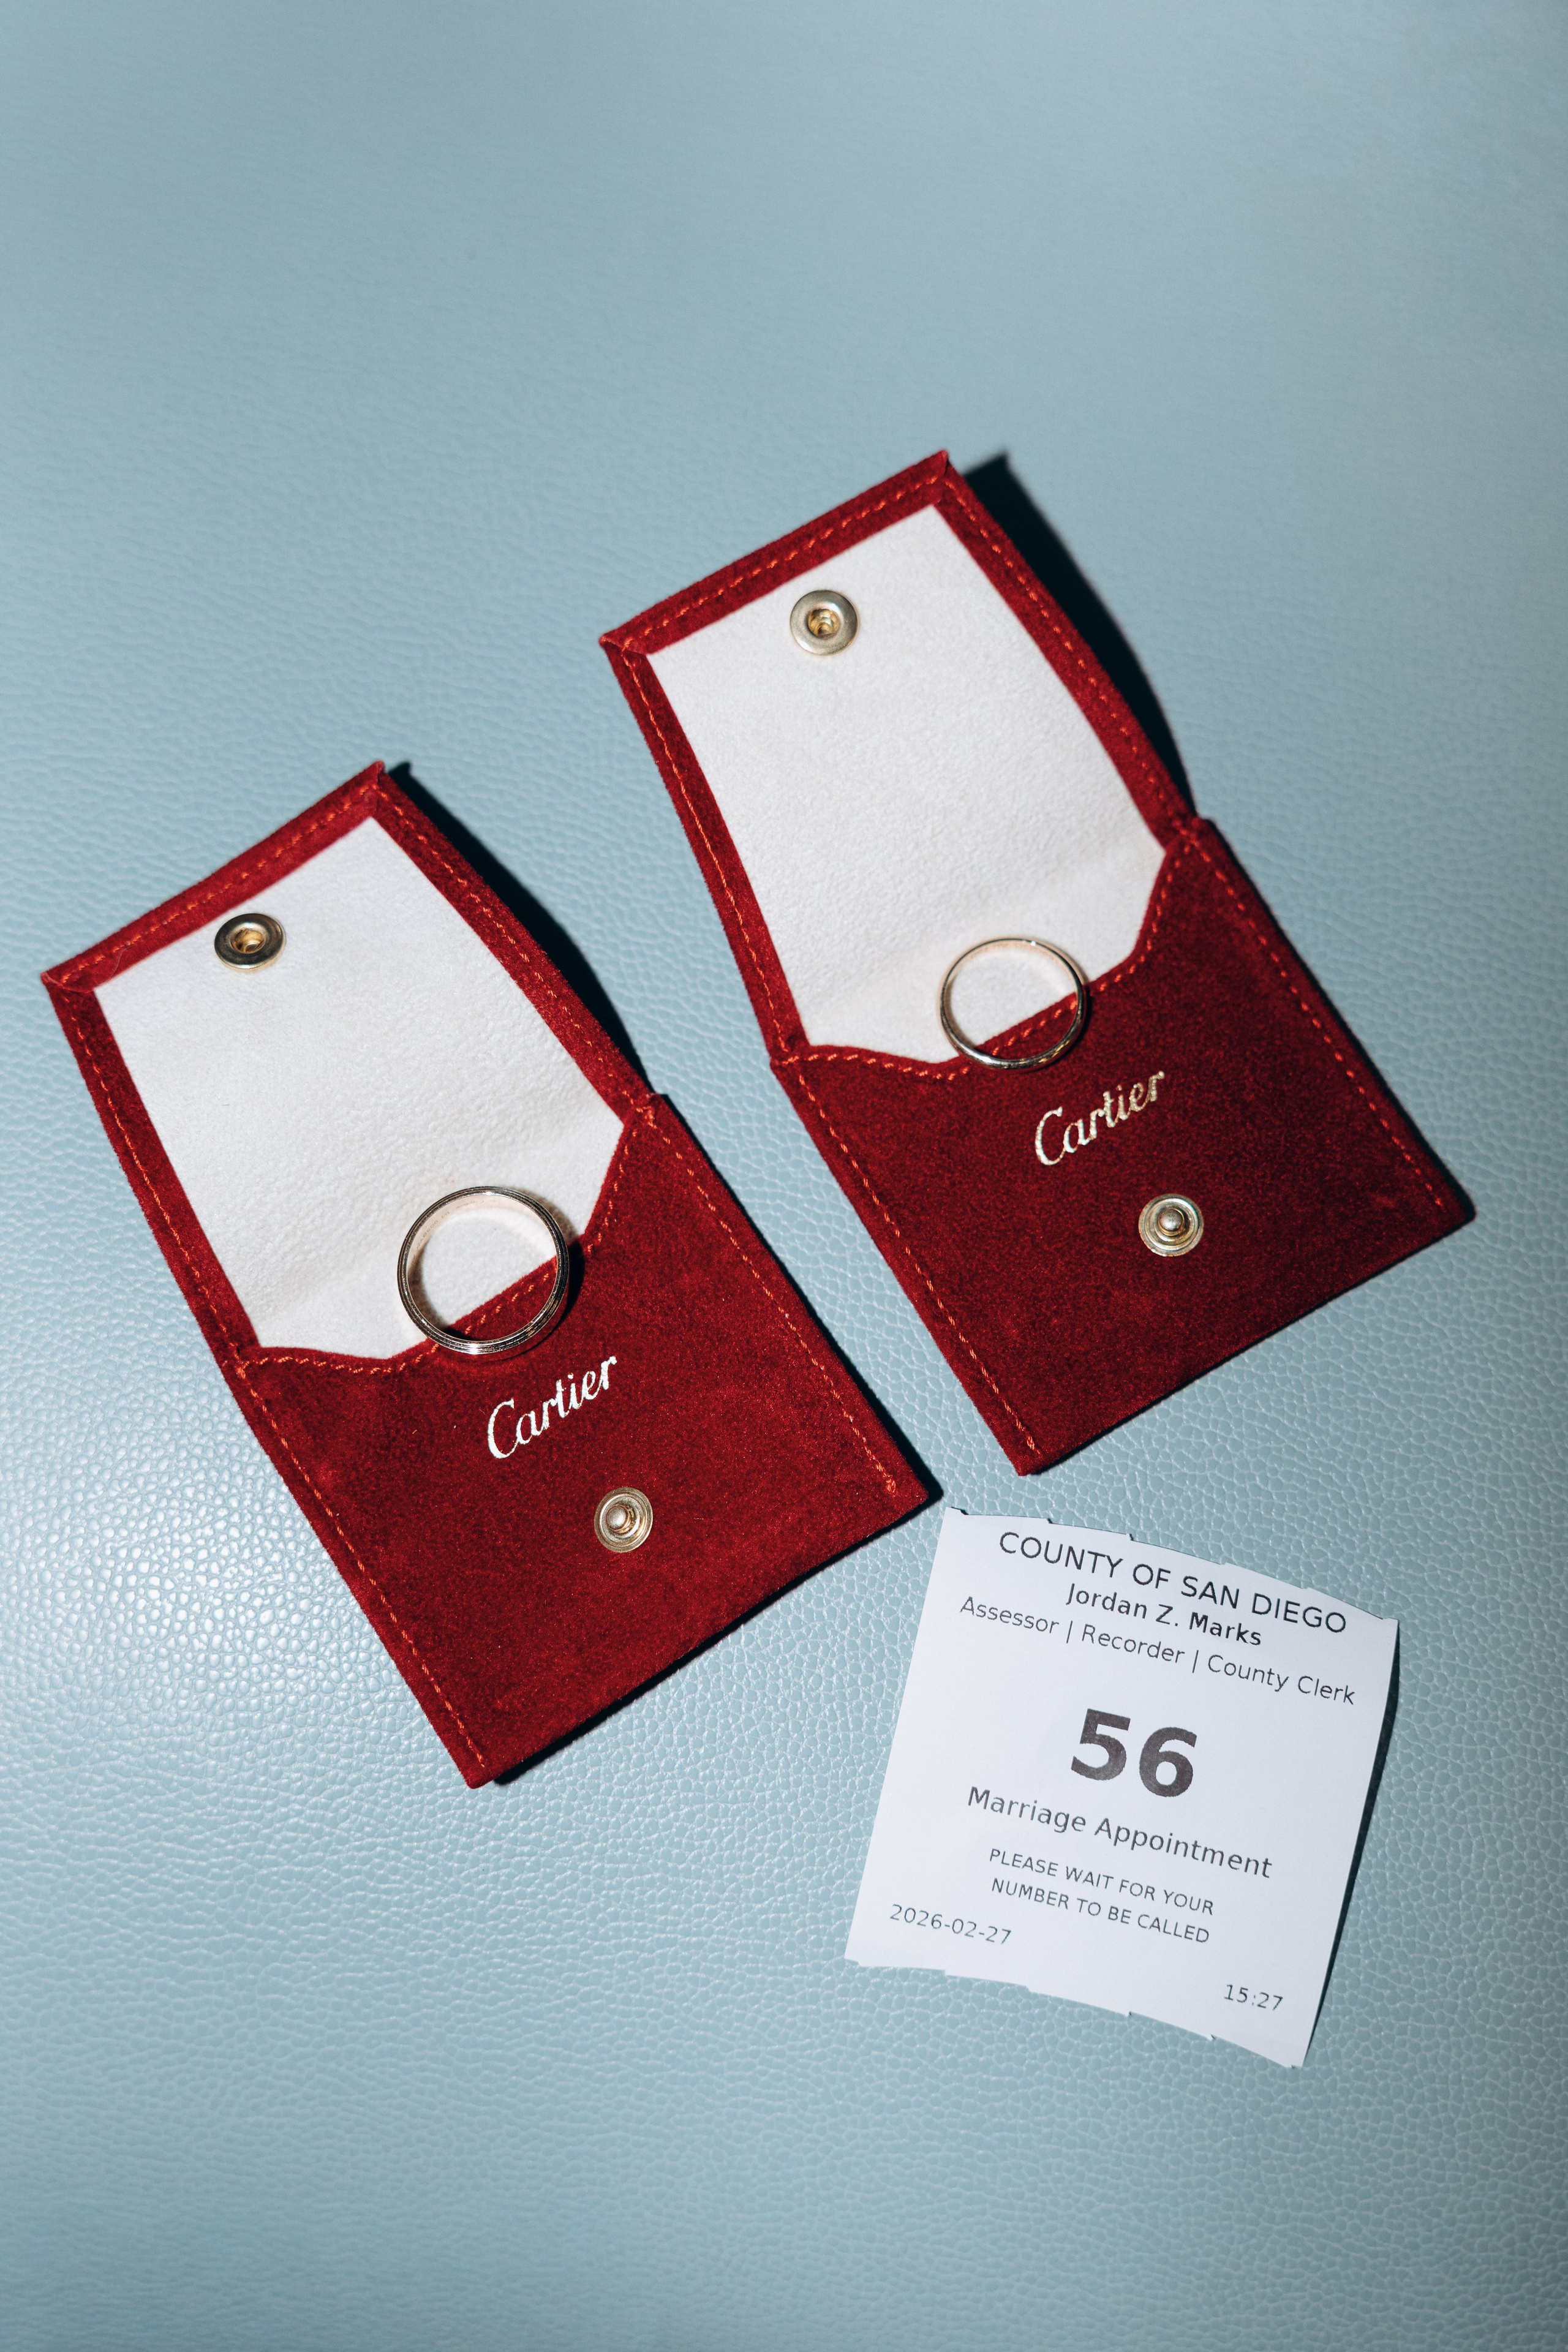 Cartier
Cartier
COUNTY OF SAN DIEGO
Jordan Z. Marks
Assessor | Recorder | County Clerk
56
Marriage Appointment
PLEASE WAIT FOR YOUR
NUMBER TO BE CALLED
2026-02-27
15:27